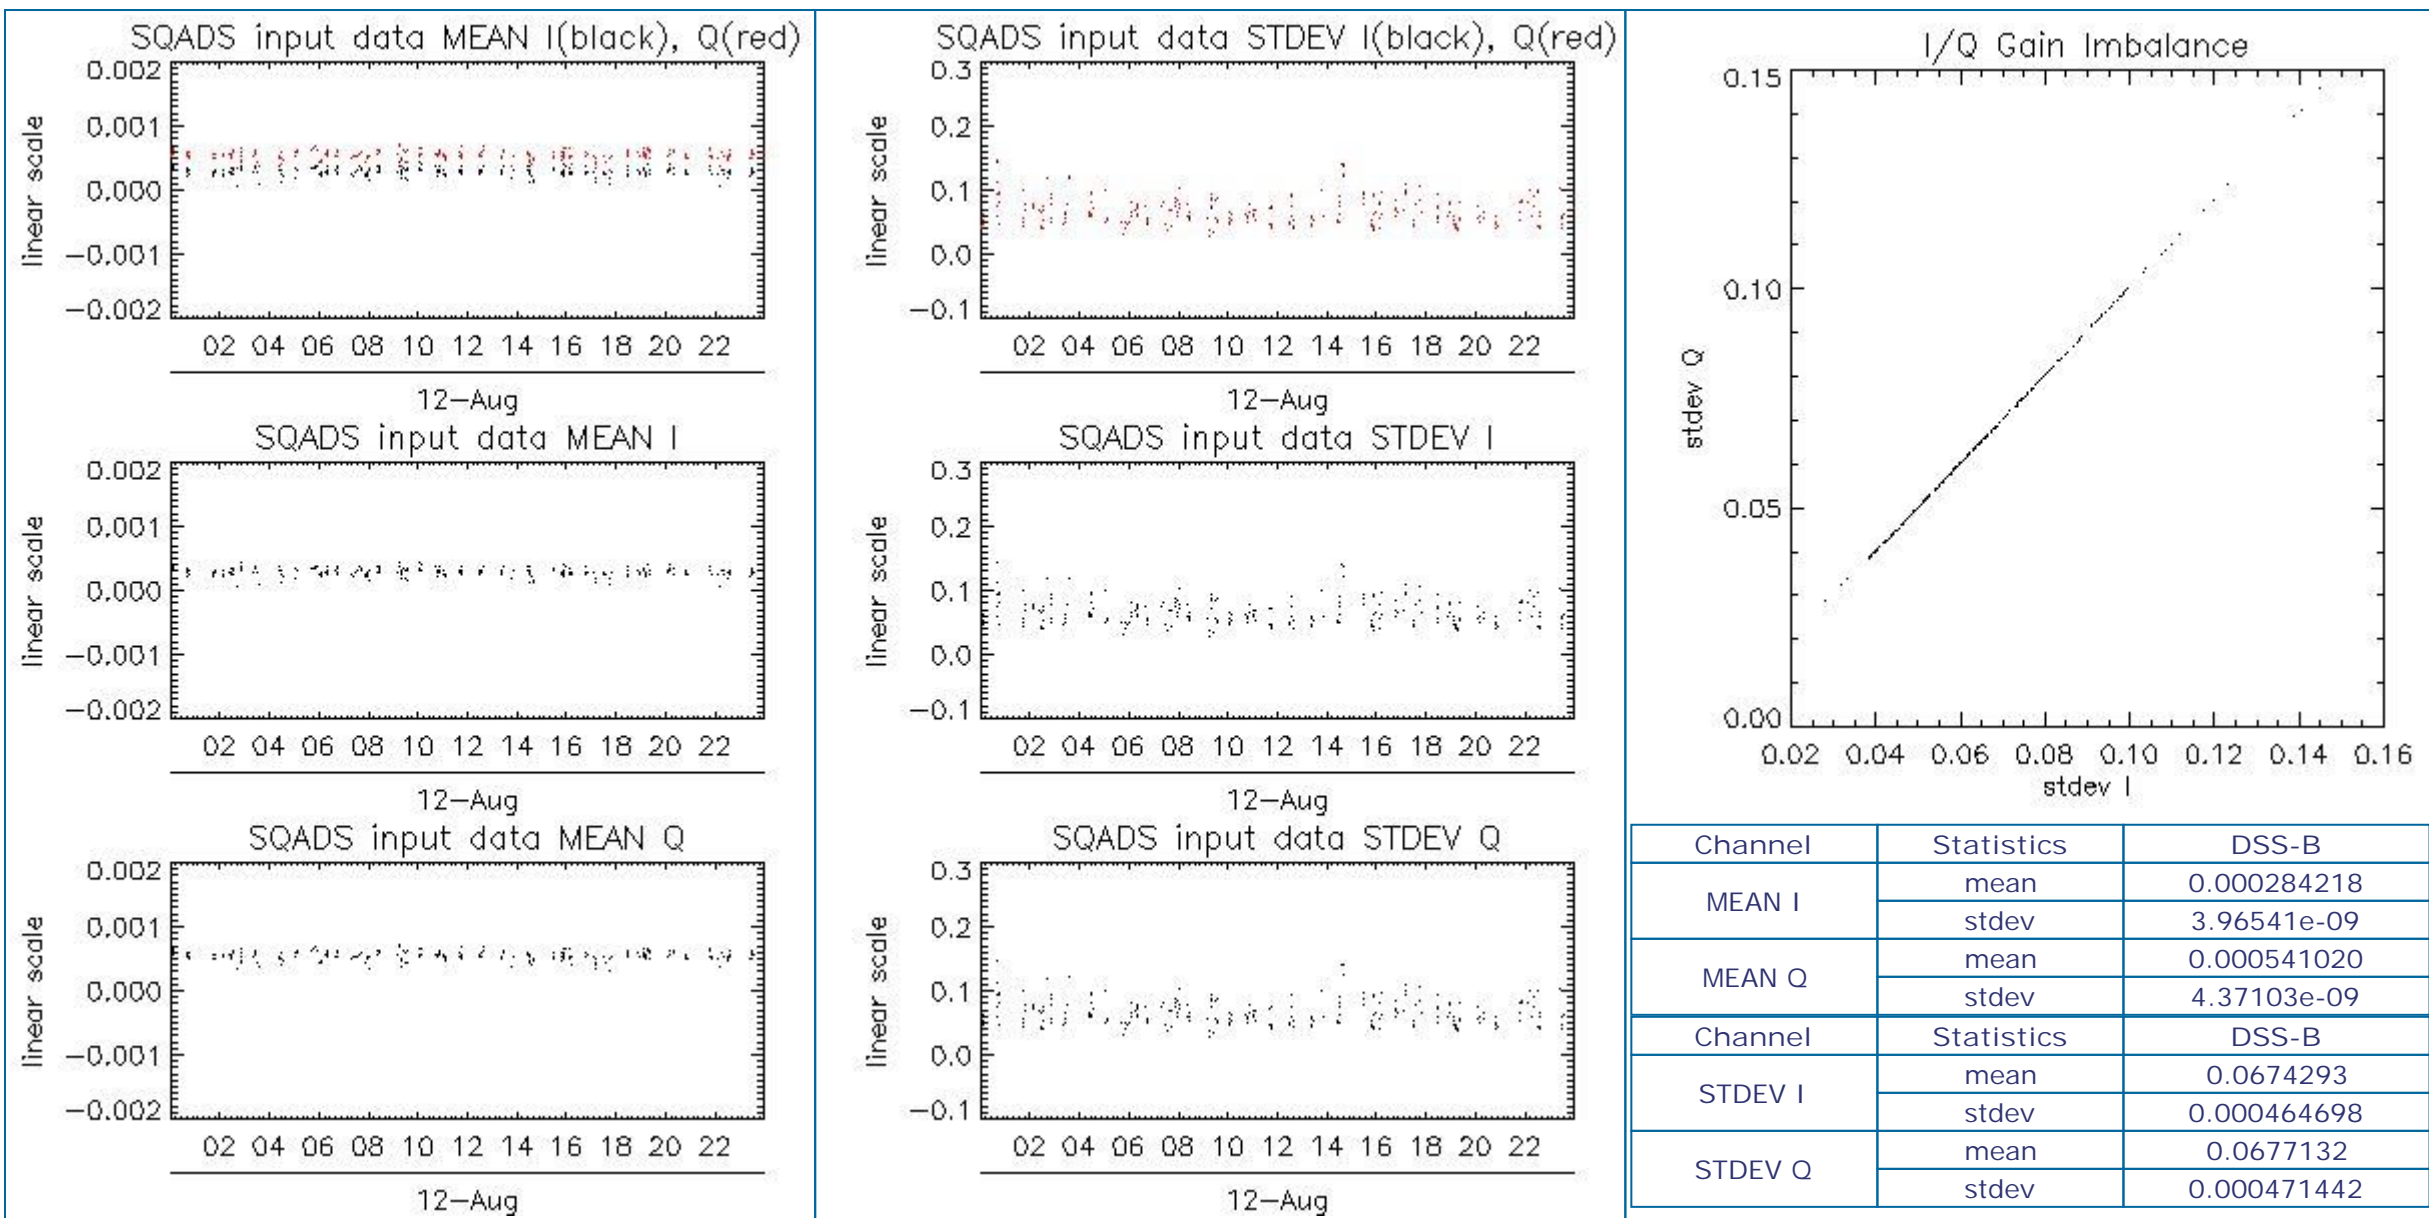 SQADS input data MEAN I(black), Q(red)
0.002
0.001
0.000
−0.001
−0.002
linear scale
02 04 06 08 10 12 14 16 18 20 22
12−Aug
SQADS input data MEAN I
0.002
0.001
0.000
−0.001
−0.002
linear scale
02 04 06 08 10 12 14 16 18 20 22
12−Aug
SQADS input data MEAN Q
0.002
0.001
0.000
−0.001
−0.002
linear scale
02 04 06 08 10 12 14 16 18 20 22
12−Aug
SQADS input data STDEV I(black), Q(red)
0.3
0.2
0.1
0.0
−0.1
linear scale
02 04 06 08 10 12 14 16 18 20 22
12−Aug
SQADS input data STDEV I
0.3
0.2
0.1
0.0
−0.1
linear scale
02 04 06 08 10 12 14 16 18 20 22
12−Aug
SQADS input data STDEV Q
0.3
0.2
0.1
0.0
−0.1
linear scale
02 04 06 08 10 12 14 16 18 20 22
12−Aug
I/Q Gain Imbalance
0.15
0.10
0.05
0.00
stdev Q
0.02 0.04 0.06 0.08 0.10 0.12 0.14 0.16
stdev I
Channel Statistics DSS-B
MEAN I mean 0.000284218
stdev 3.96541e-09
MEAN Q mean 0.000541020
stdev 4.37103e-09
Channel Statistics DSS-B
STDEV I mean 0.0674293
stdev 0.000464698
STDEV Q mean 0.0677132
stdev 0.000471442